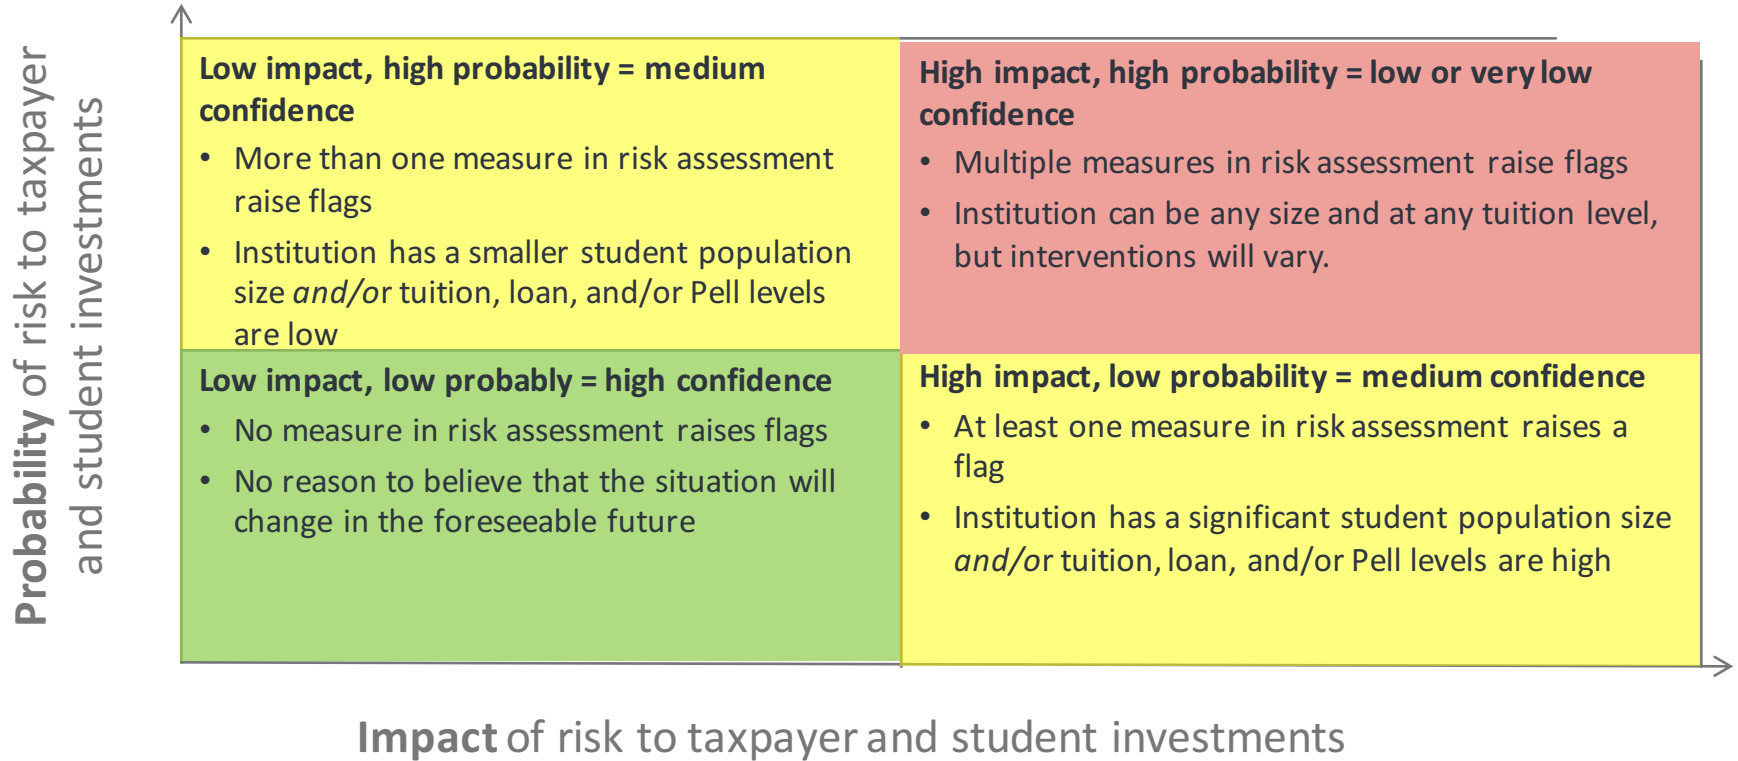 Probability of risk to taxpayer
and student investments
Low impact, high probability = medium
confidence
• More than one measure in risk assessment
raise flags
• Institution has a smaller student population
size and/or tuition, loan, and/or Pell levels
are low
High impact, high probability = low or very low
confidence
• Multiple measures in risk assessment raise flags
• Institution can be any size and at any tuition level,
but interventions will vary.
Low impact, low probably = high confidence
• No measure in risk assessment raises flags
• No reason to believe that the situation will
change in the foreseeable future
High impact, low probability = medium confidence
• At least one measure in risk assessment raises a
flag
• Institution has a significant student population size
and/or tuition, loan, and/or Pell levels are high
Impact of risk to taxpayer and student investments